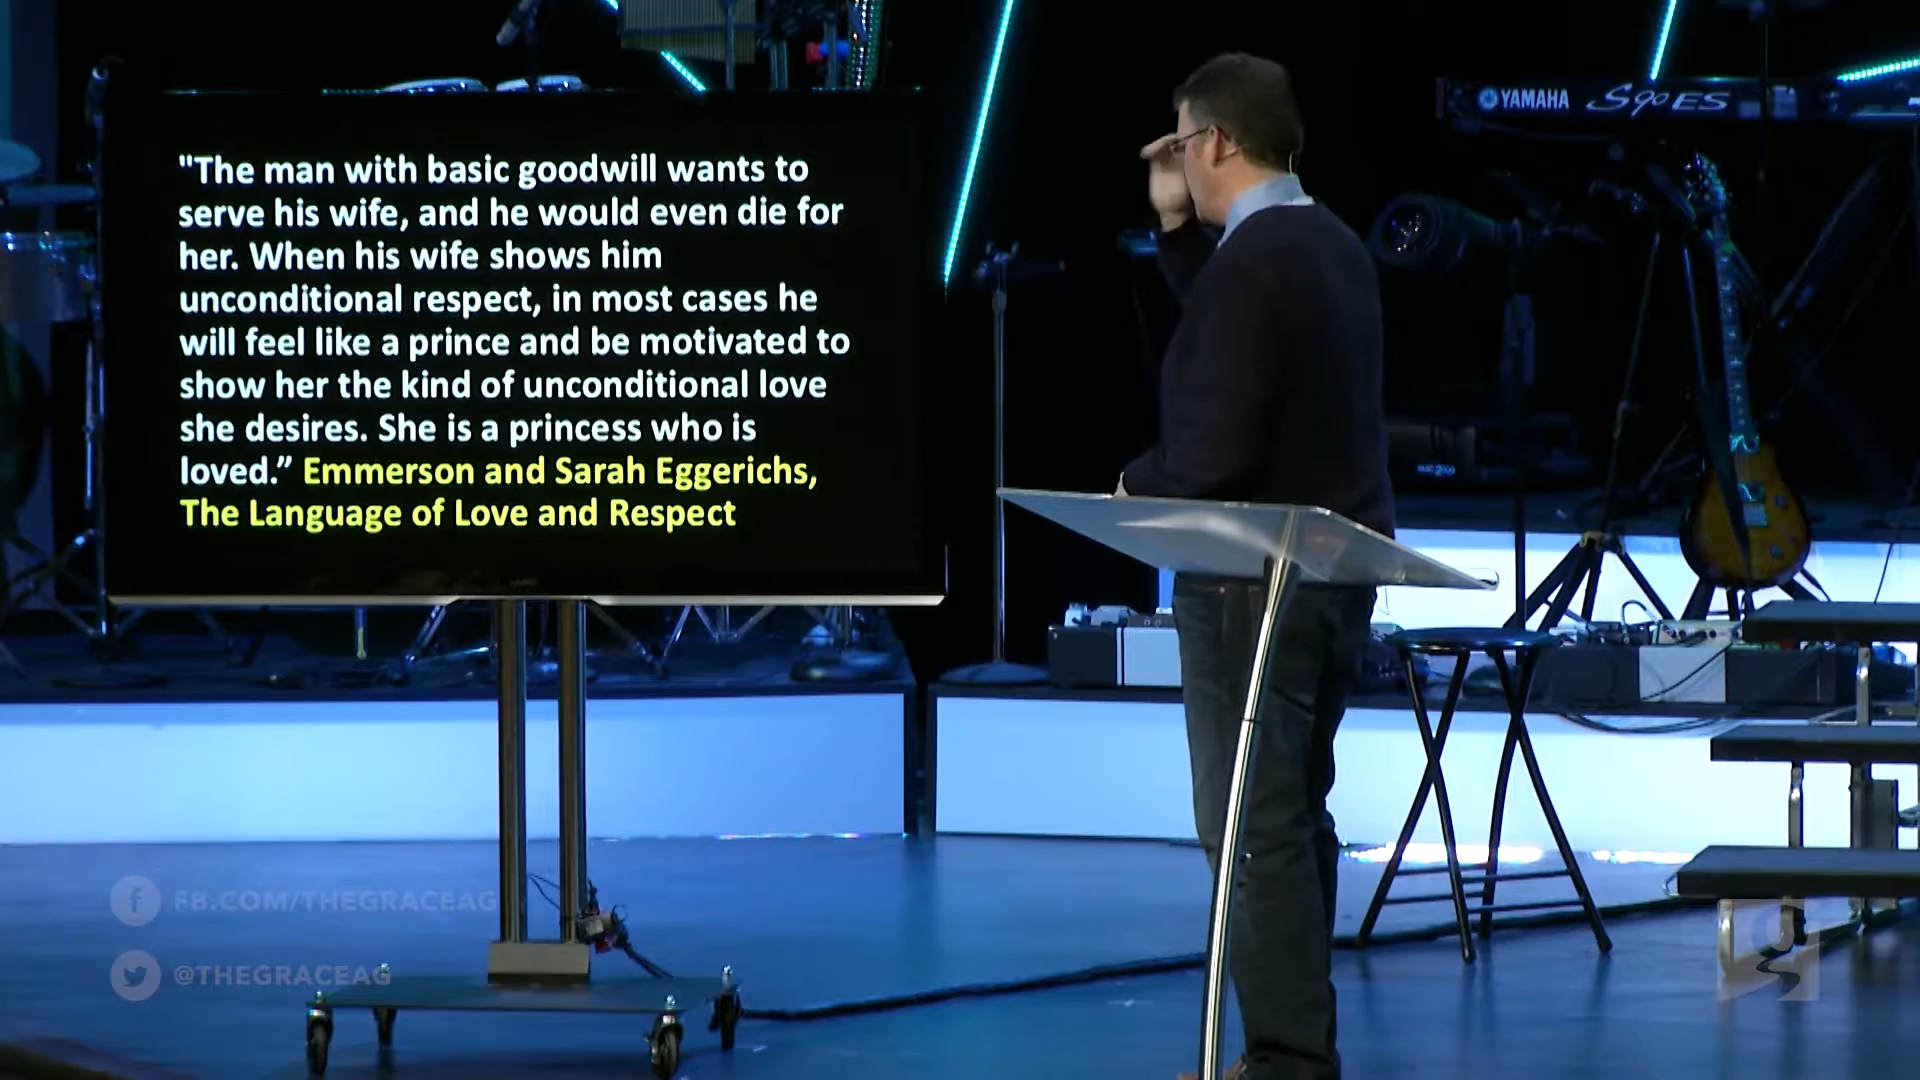 "The man with basic goodwill wants to
serve his wife, and he would even die for
her. When his wife shows him
unconditional respect, in most cases he
will feel like a prince and be motivated to
show her the kind of unconditional love
she desires. She is a princess who is
loved.” Emmerson and Sarah Eggerichs,
The Language of Love and Respect
YAMAHA S90 ES
FB.COM/THEGRACEAG
@THEGRACEAG